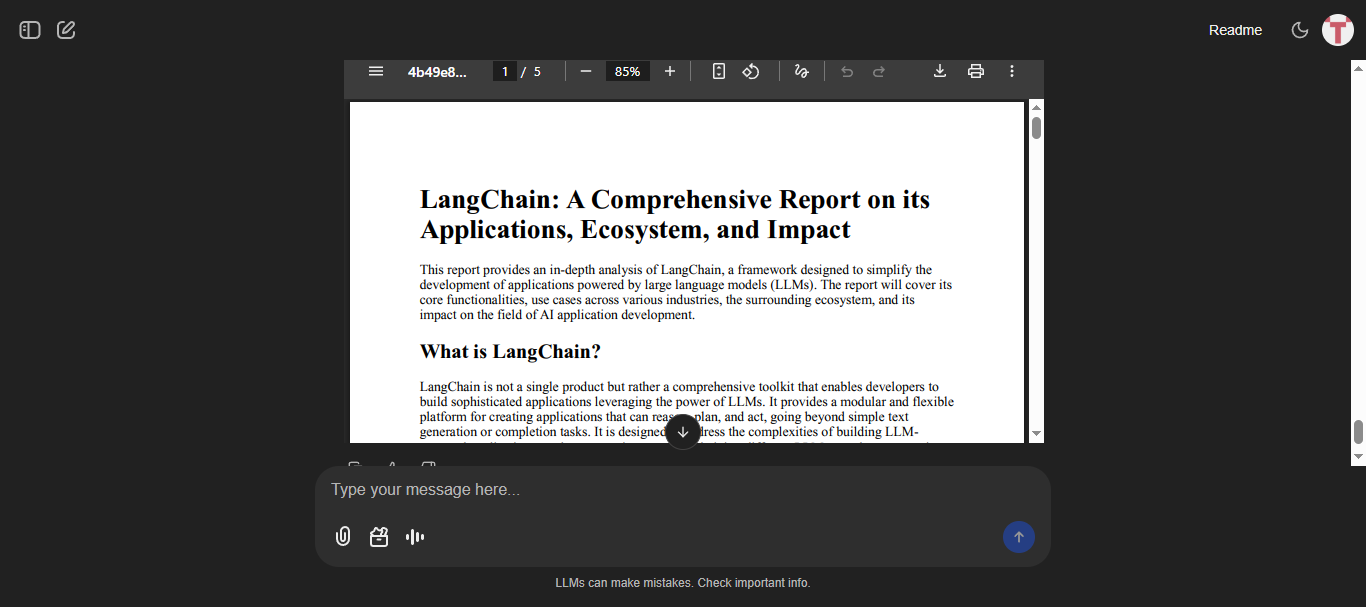 Readme
T
4b49e8...
1 / 5
85%
LangChain: A Comprehensive Report on its
Applications, Ecosystem, and Impact
This report provides an in-depth analysis of LangChain, a framework designed to simplify the
development of applications powered by large language models (LLMs). The report will cover its
core functionalities, use cases across various industries, the surrounding ecosystem, and its
impact on the field of AI application development.
What is LangChain?
LangChain is not a single product but rather a comprehensive toolkit that enables developers to
build sophisticated applications leveraging the power of LLMs. It provides a modular and flexible
platform for creating applications that can plan, and act, going beyond simple text
generation or completion tasks. It is designed the complexities of building LLM-
Type your message here...
LLMs can make mistakes. Check important info.